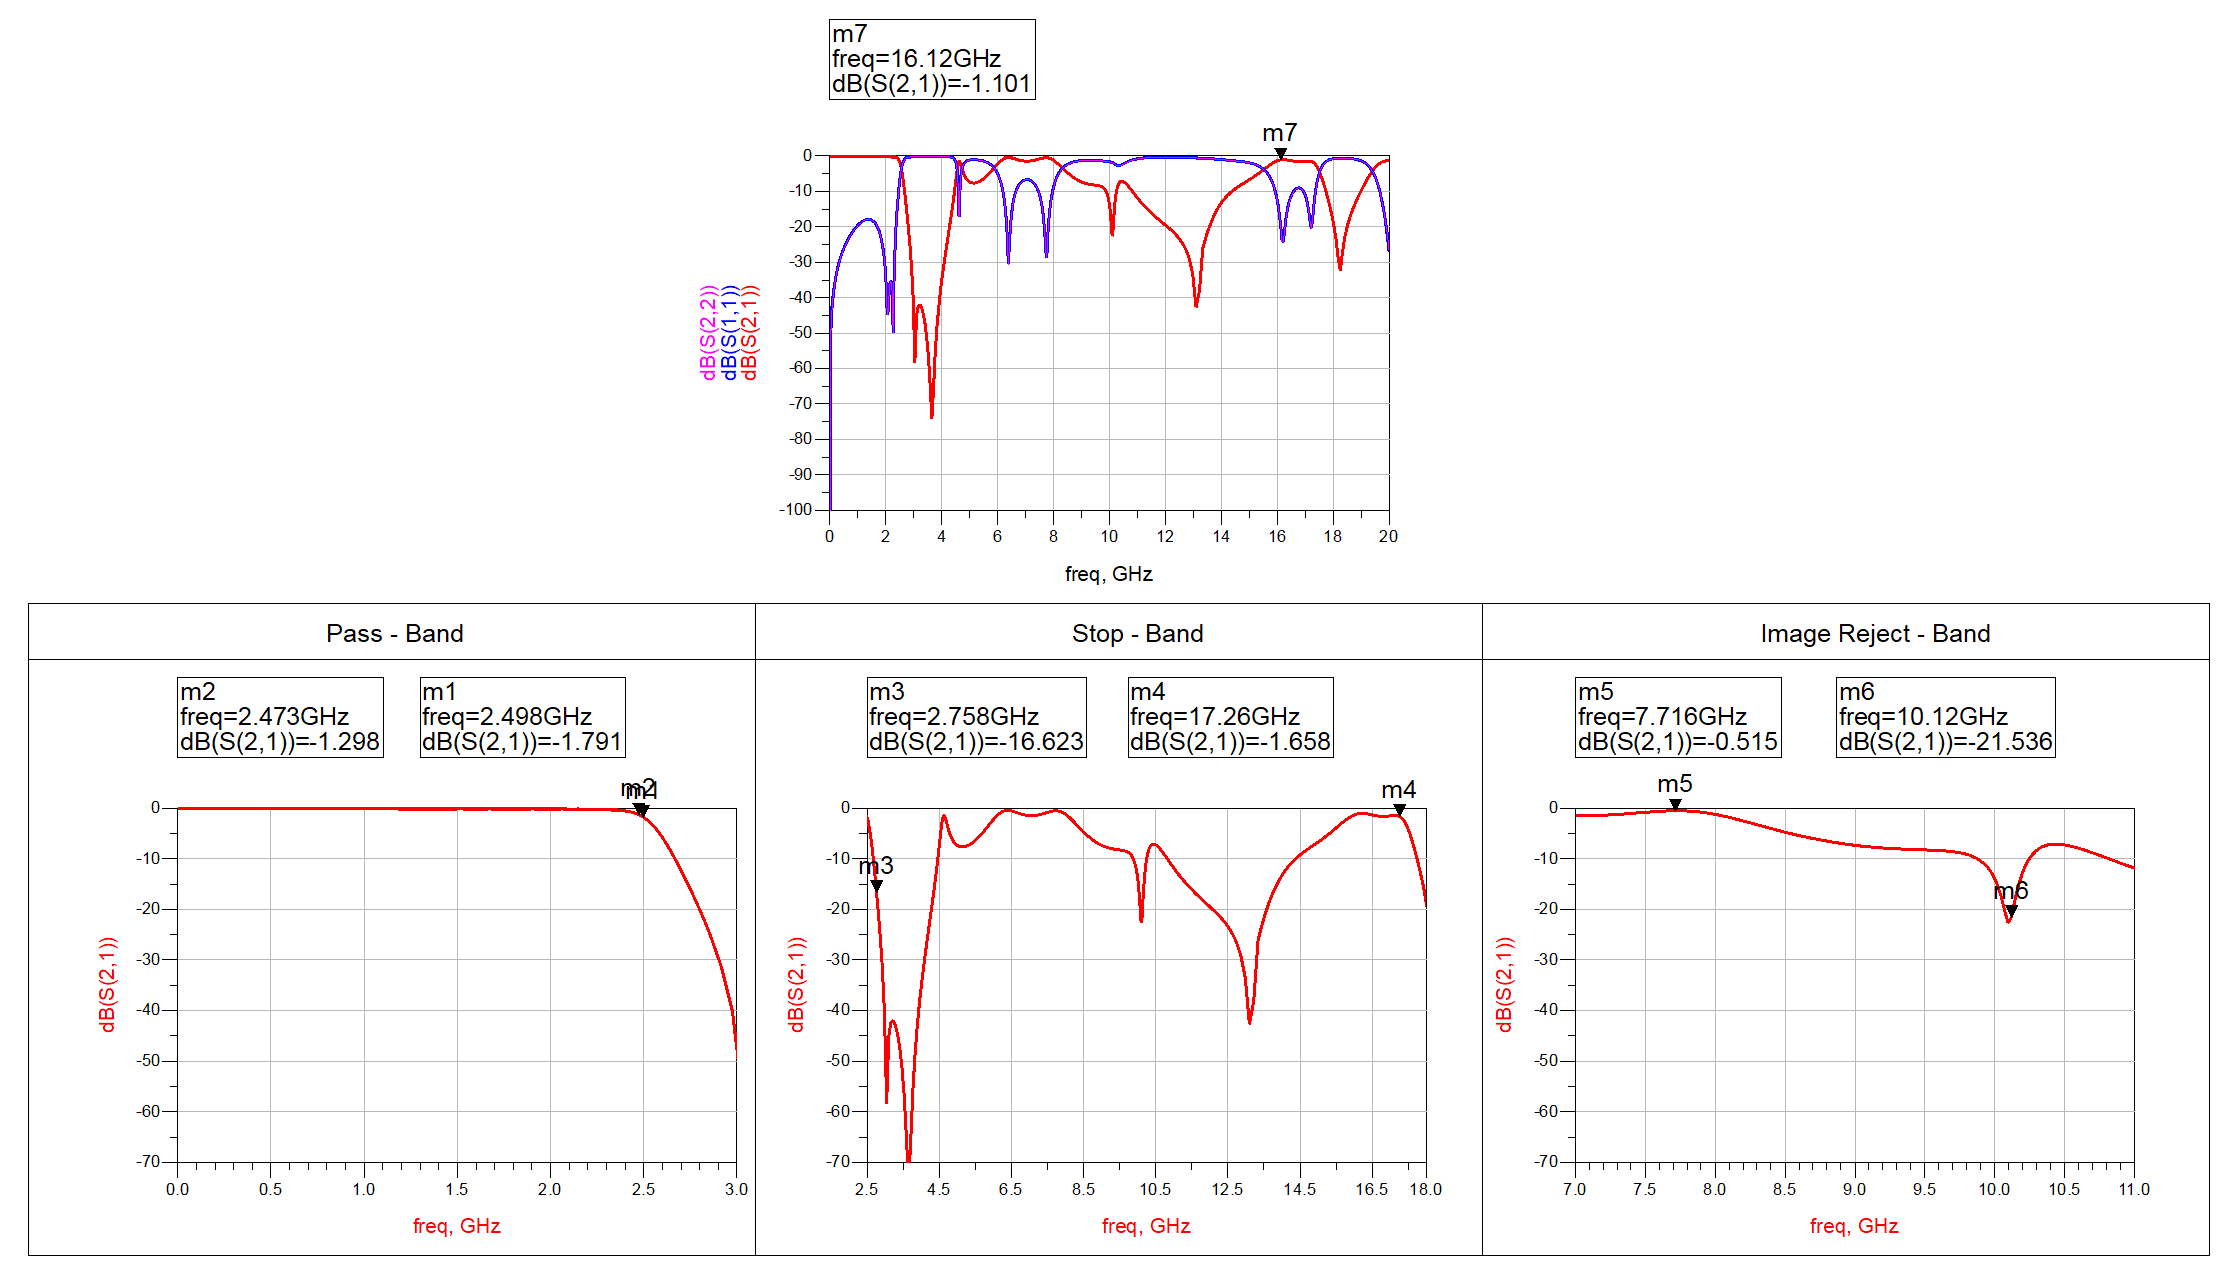 m7
freq=16.12GHz
dB(S(2,1))=-1.101
m7
0
-10
-20
-30
-40
-50
-60
-70
-80
-90
-100
dB(S(2,2))
dB(S(1,1))
dB(S(2,1))
0 2 4 6 8 10 12 14 16 18 20
freq, GHz
Pass - Band
m2
freq=2.473GHz
dB(S(2,1))=-1.298
m1
freq=2.498GHz
dB(S(2,1))=-1.791
m2
m1
0
-10
-20
-30
-40
-50
-60
-70
dB(S(2,1))
0.0 0.5 1.0 1.5 2.0 2.5 3.0
freq, GHz
Stop - Band
m3
freq=2.758GHz
dB(S(2,1))=-16.623
m4
freq=17.26GHz
dB(S(2,1))=-1.658
m4
m3
0
-10
-20
-30
-40
-50
-60
-70
dB(S(2,1))
2.5 4.5 6.5 8.5 10.5 12.5 14.5 16.5 18.0
freq, GHz
Image Reject - Band
m5
freq=7.716GHz
dB(S(2,1))=-0.515
m6
freq=10.12GHz
dB(S(2,1))=-21.536
m5
m6
0
-10
-20
-30
-40
-50
-60
-70
dB(S(2,1))
7.0 7.5 8.0 8.5 9.0 9.5 10.0 10.5 11.0
freq, GHz